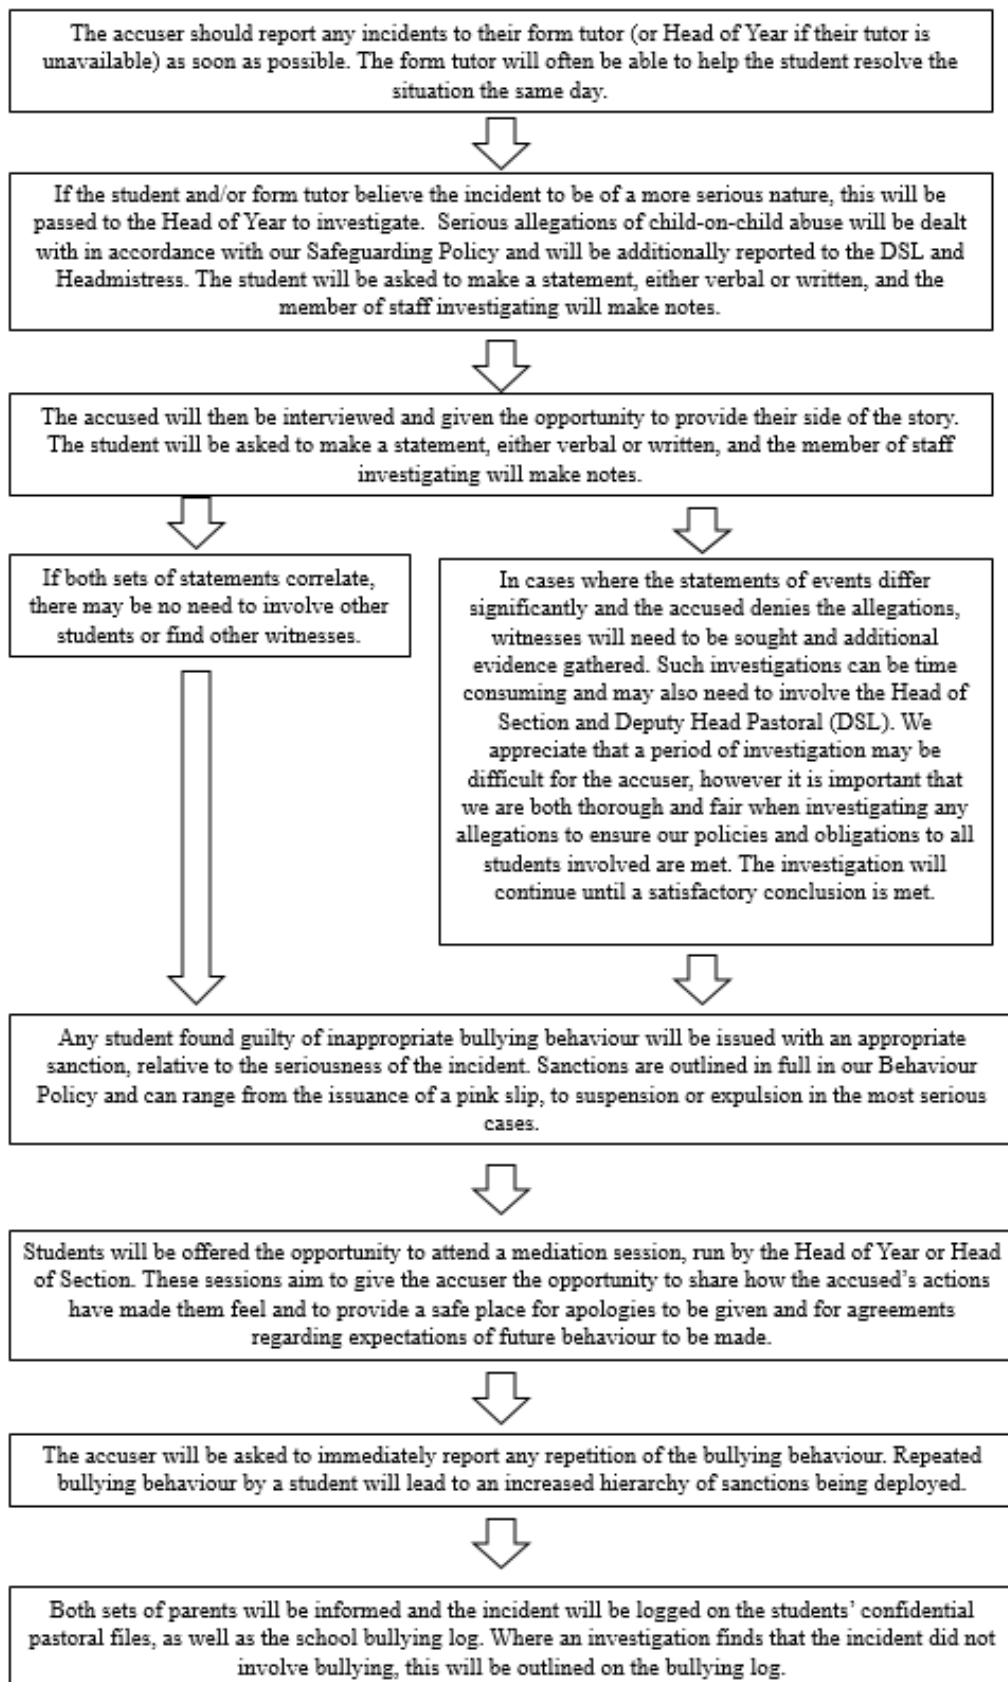 The accuser should report any incidents to their form tutor (or Head of Year if their tutor is
unavailable) as soon as possible. The form tutor will often be able to help the student resolve the
situation the same day.
If the student and/or form tutor believe the incident to be of a more serious nature, this will be
passed to the Head of Year to investigate.  Serious allegations of child-on-child abuse will be dealt
with in accordance with our Safeguarding Policy and will be additionally reported to the DSL and
Headmistress. The student will be asked to make a statement, either verbal or written, and the
member of staff investigating will make notes.
The accused will then be interviewed and given the opportunity to provide their side of the story.
The student will be asked to make a statement, either verbal or written, and the member of staff
investigating will make notes.
If both sets of statements correlate,
there may be no need to involve other
students or find other witnesses.
In cases where the statements of events differ
significantly and the accused denies the allegations,
witnesses will need to be sought and additional
evidence gathered. Such investigations can be time
consuming and may also need to involve the Head of
Section and Deputy Head Pastoral (DSL). We
appreciate that a period of investigation may be
difficult for the accuser, however it is important that
we are both thorough and fair when investigating any
allegations to ensure our policies and obligations to all
students involved are met. The investigation will
continue until a satisfactory conclusion is met.
Any student found guilty of inappropriate bullying behaviour will be issued with an appropriate
sanction, relative to the seriousness of the incident. Sanctions are outlined in full in our Behaviour
Policy and can range from the issuance of a pink slip, to suspension or expulsion in the most serious
cases.
Students will be offered the opportunity to attend a mediation session, run by the Head of Year or Head
of Section. These sessions aim to give the accuser the opportunity to share how the accused's actions
have made them feel and to provide a safe place for apologies to be given and for agreements
regarding expectations of future behaviour to be made.
The accuser will be asked to immediately report any repetition of the bullying behaviour. Repeated
bullying behaviour by a student will lead to an increased hierarchy of sanctions being deployed.
Both sets of parents will be informed and the incident will be logged on the students' confidential
pastoral files, as well as the school bullying log. Where an investigation finds that the incident did not
involve bullying, this will be outlined on the bullying log.